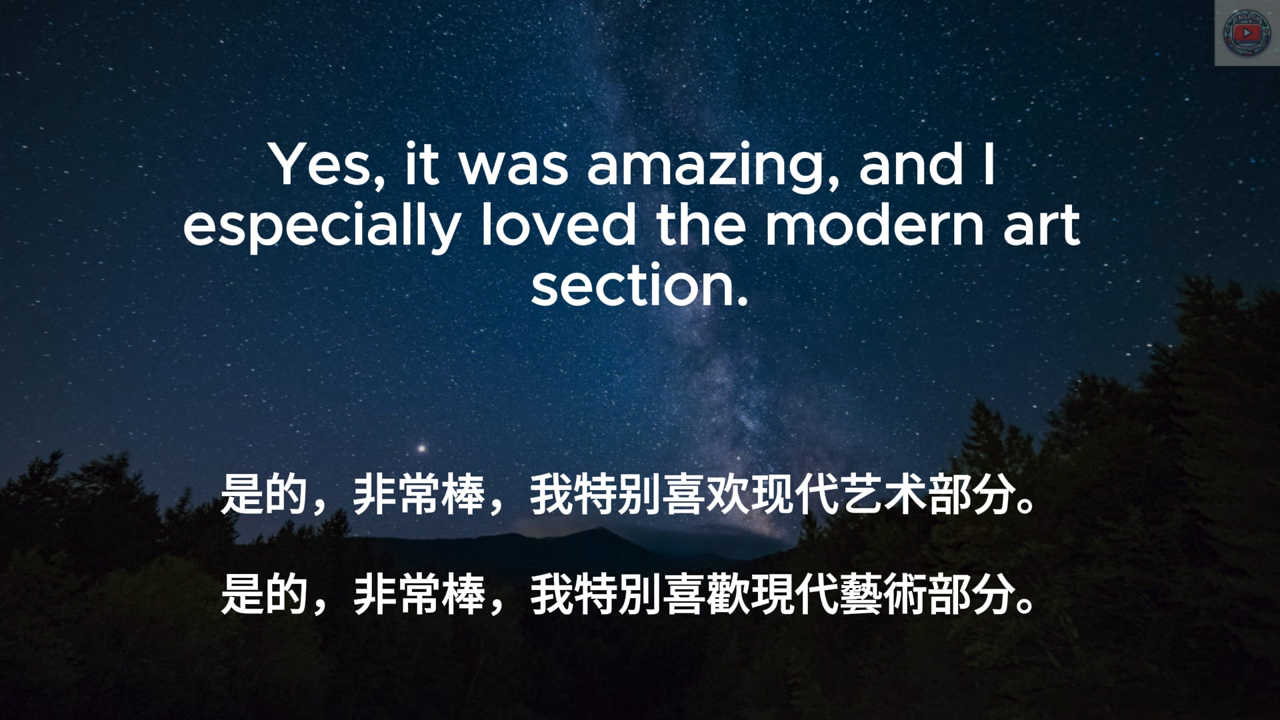 Yes, it was amazing, and I
especially loved the modern art
section.
是的，非常棒，我特别喜欢现代艺术部分。
是的，非常棒，我特別喜歡現代藝術部分。